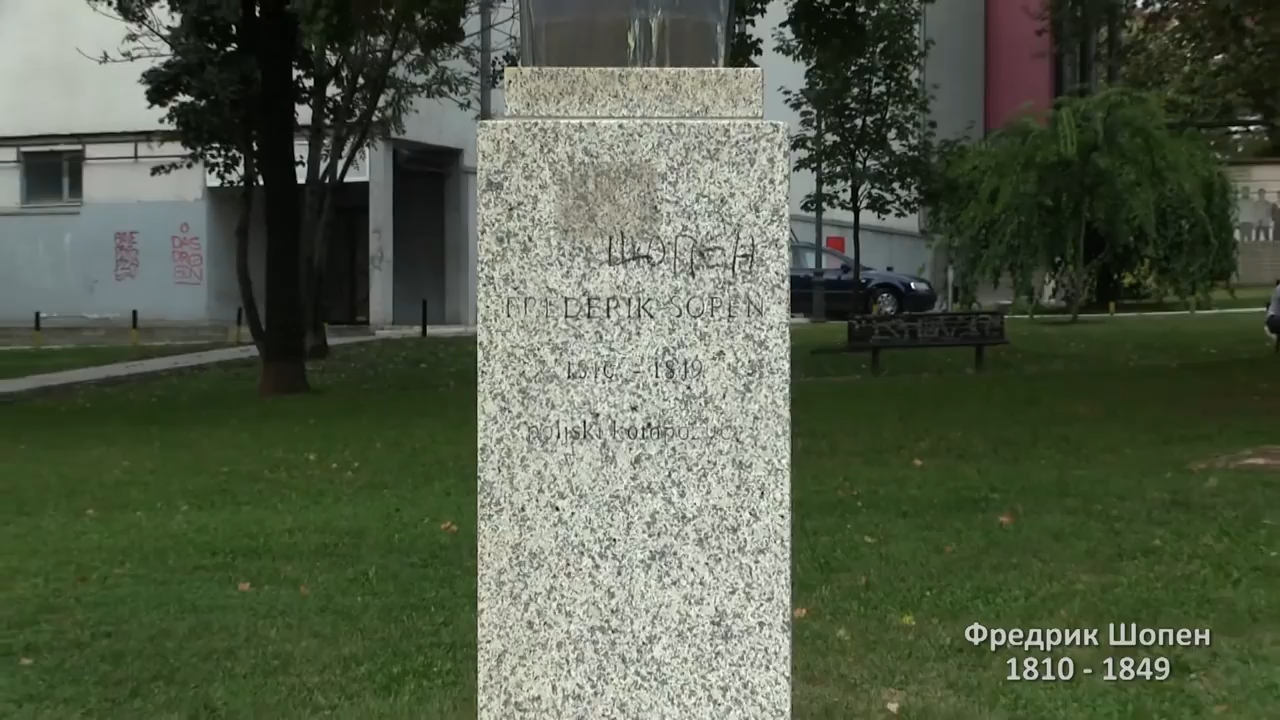 Шопен
FREDERIK ŠOPEN
1810 - 1849
poljski kompozitor
Фредрик Шопен
1810 - 1849